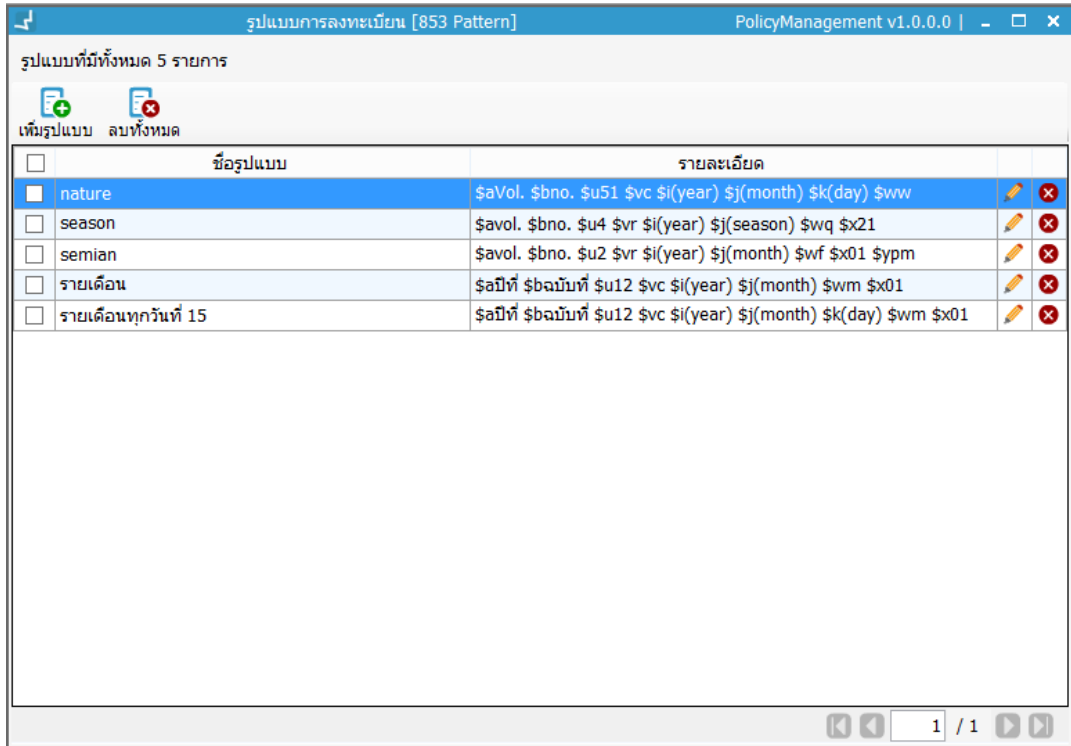 รูปแบบการลงทะเบียน [853 Pattern] PolicyManagement v1.0.0.0 |
รูปแบบที่มีทั้งหมด 5 รายการ
เพิ่มรูปแบบ ลบทั้งหมด
ชื่อรูปแบบ รายละเอียด
nature $aVol. $bno. $u51 $vc $i(year) $j(month) $k(day) $ww
season $avol. $bno. $u4 $vr $i(year) $j(season) $wq $x21
semian $avol. $bno. $u2 $vr $i(year) $j(month) $wf $x01 $ypm
รายเดือน $aปีที่ $bฉบับที่ $u12 $vc $i(year) $j(month) $wm $x01
รายเดือนทุกวันที่ 15 $aปีที่ $bฉบับที่ $u12 $vc $i(year) $j(month) $k(day) $wm $x01
1 / 1